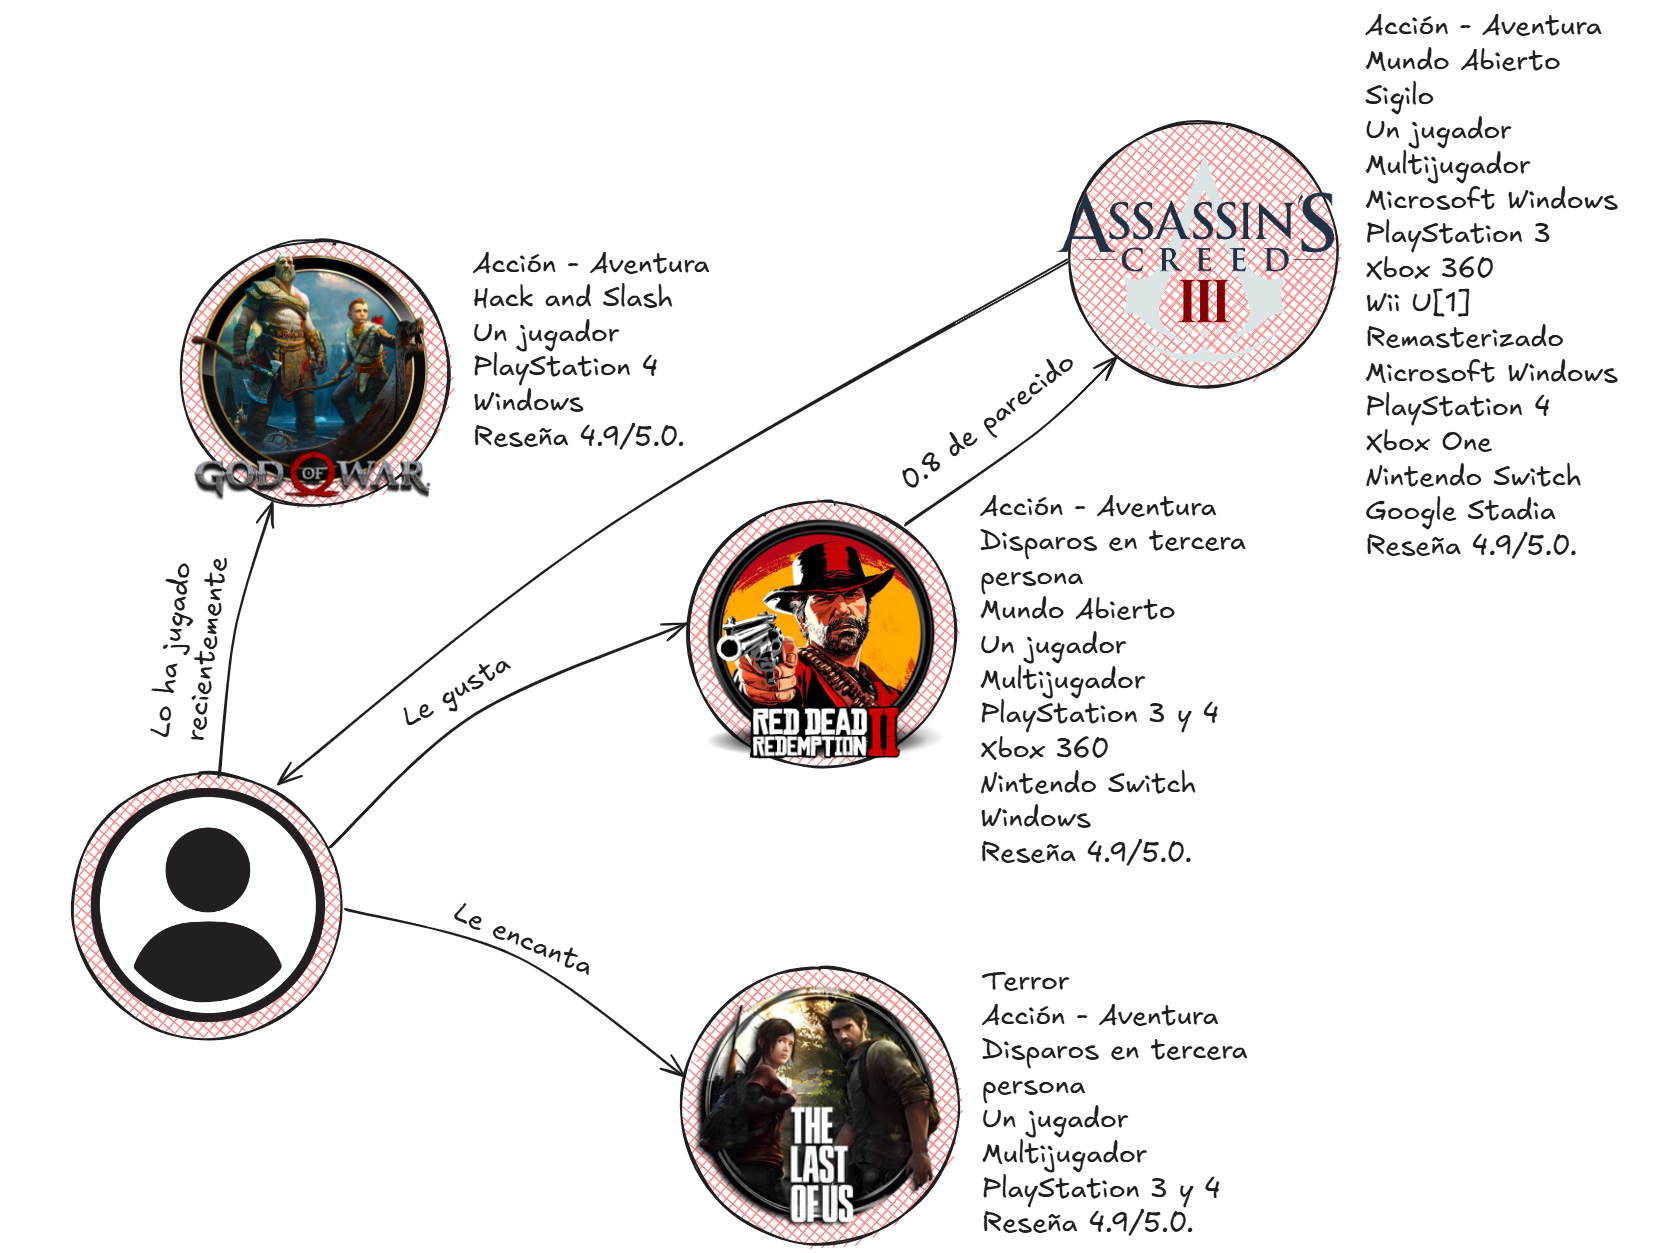 Acción - Aventura
Mundo Abierto
Sigilo
Un jugador
Multijugador
Microsoft Windows
PlayStation 3
Xbox 360
Wii U[1]
Remasterizado
Microsoft Windows
PlayStation 4
Xbox One
Nintendo Switch
Google Stadia
Reseña 4.9/5.0.
ASSASSIN'S
CREED
III
Acción - Aventura
Hack and Slash
Un jugador
PlayStation 4
Windows
Reseña 4.9/5.0.
GOD OF WAR
0.8 de parecido
Lo ha jugado
recientemente
Le gusta
Acción - Aventura
Disparos en tercera
persona
Mundo Abierto
Un jugador
Multijugador
PlayStation 3 y 4
Xbox 360
Nintendo Switch
Windows
Reseña 4.9/5.0.
RED DEAD
REDEMPTION II
Le encanta
Terror
Acción - Aventura
Disparos en tercera
persona
Un jugador
Multijugador
PlayStation 3 y 4
Reseña 4.9/5.0.
THE
LAST
OF US